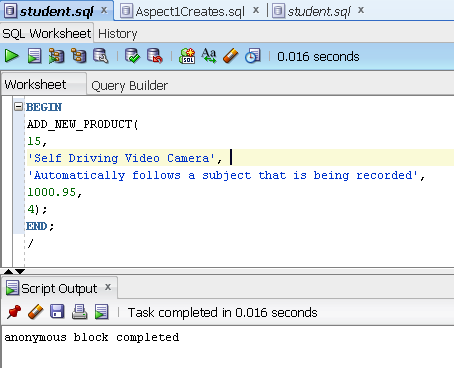 student.sql x Aspect1Creates.sql x student.sql x
SQL Worksheet History
SQL Aa 0.016 seconds
Worksheet Query Builder
BEGIN
ADD_NEW_PRODUCT(
15,
'Self Driving Video Camera',
'Automatically follows a subject that is being recorded',
1000.95,
4);
END;
/
Script Output x
Task completed in 0.016 seconds
anonymous block completed